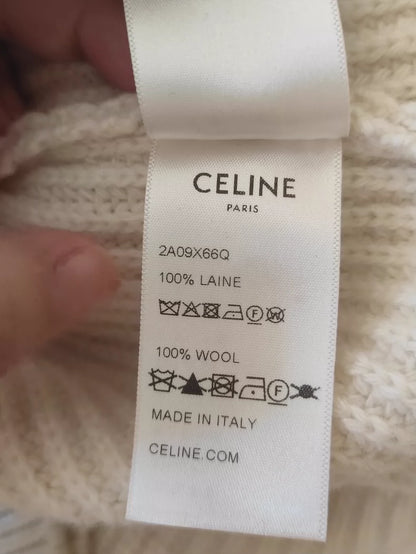 CELINE
PARIS
2A09X66Q
100% LAINE
F W
100% WOOL
F
MADE IN ITALY
CELINE.COM